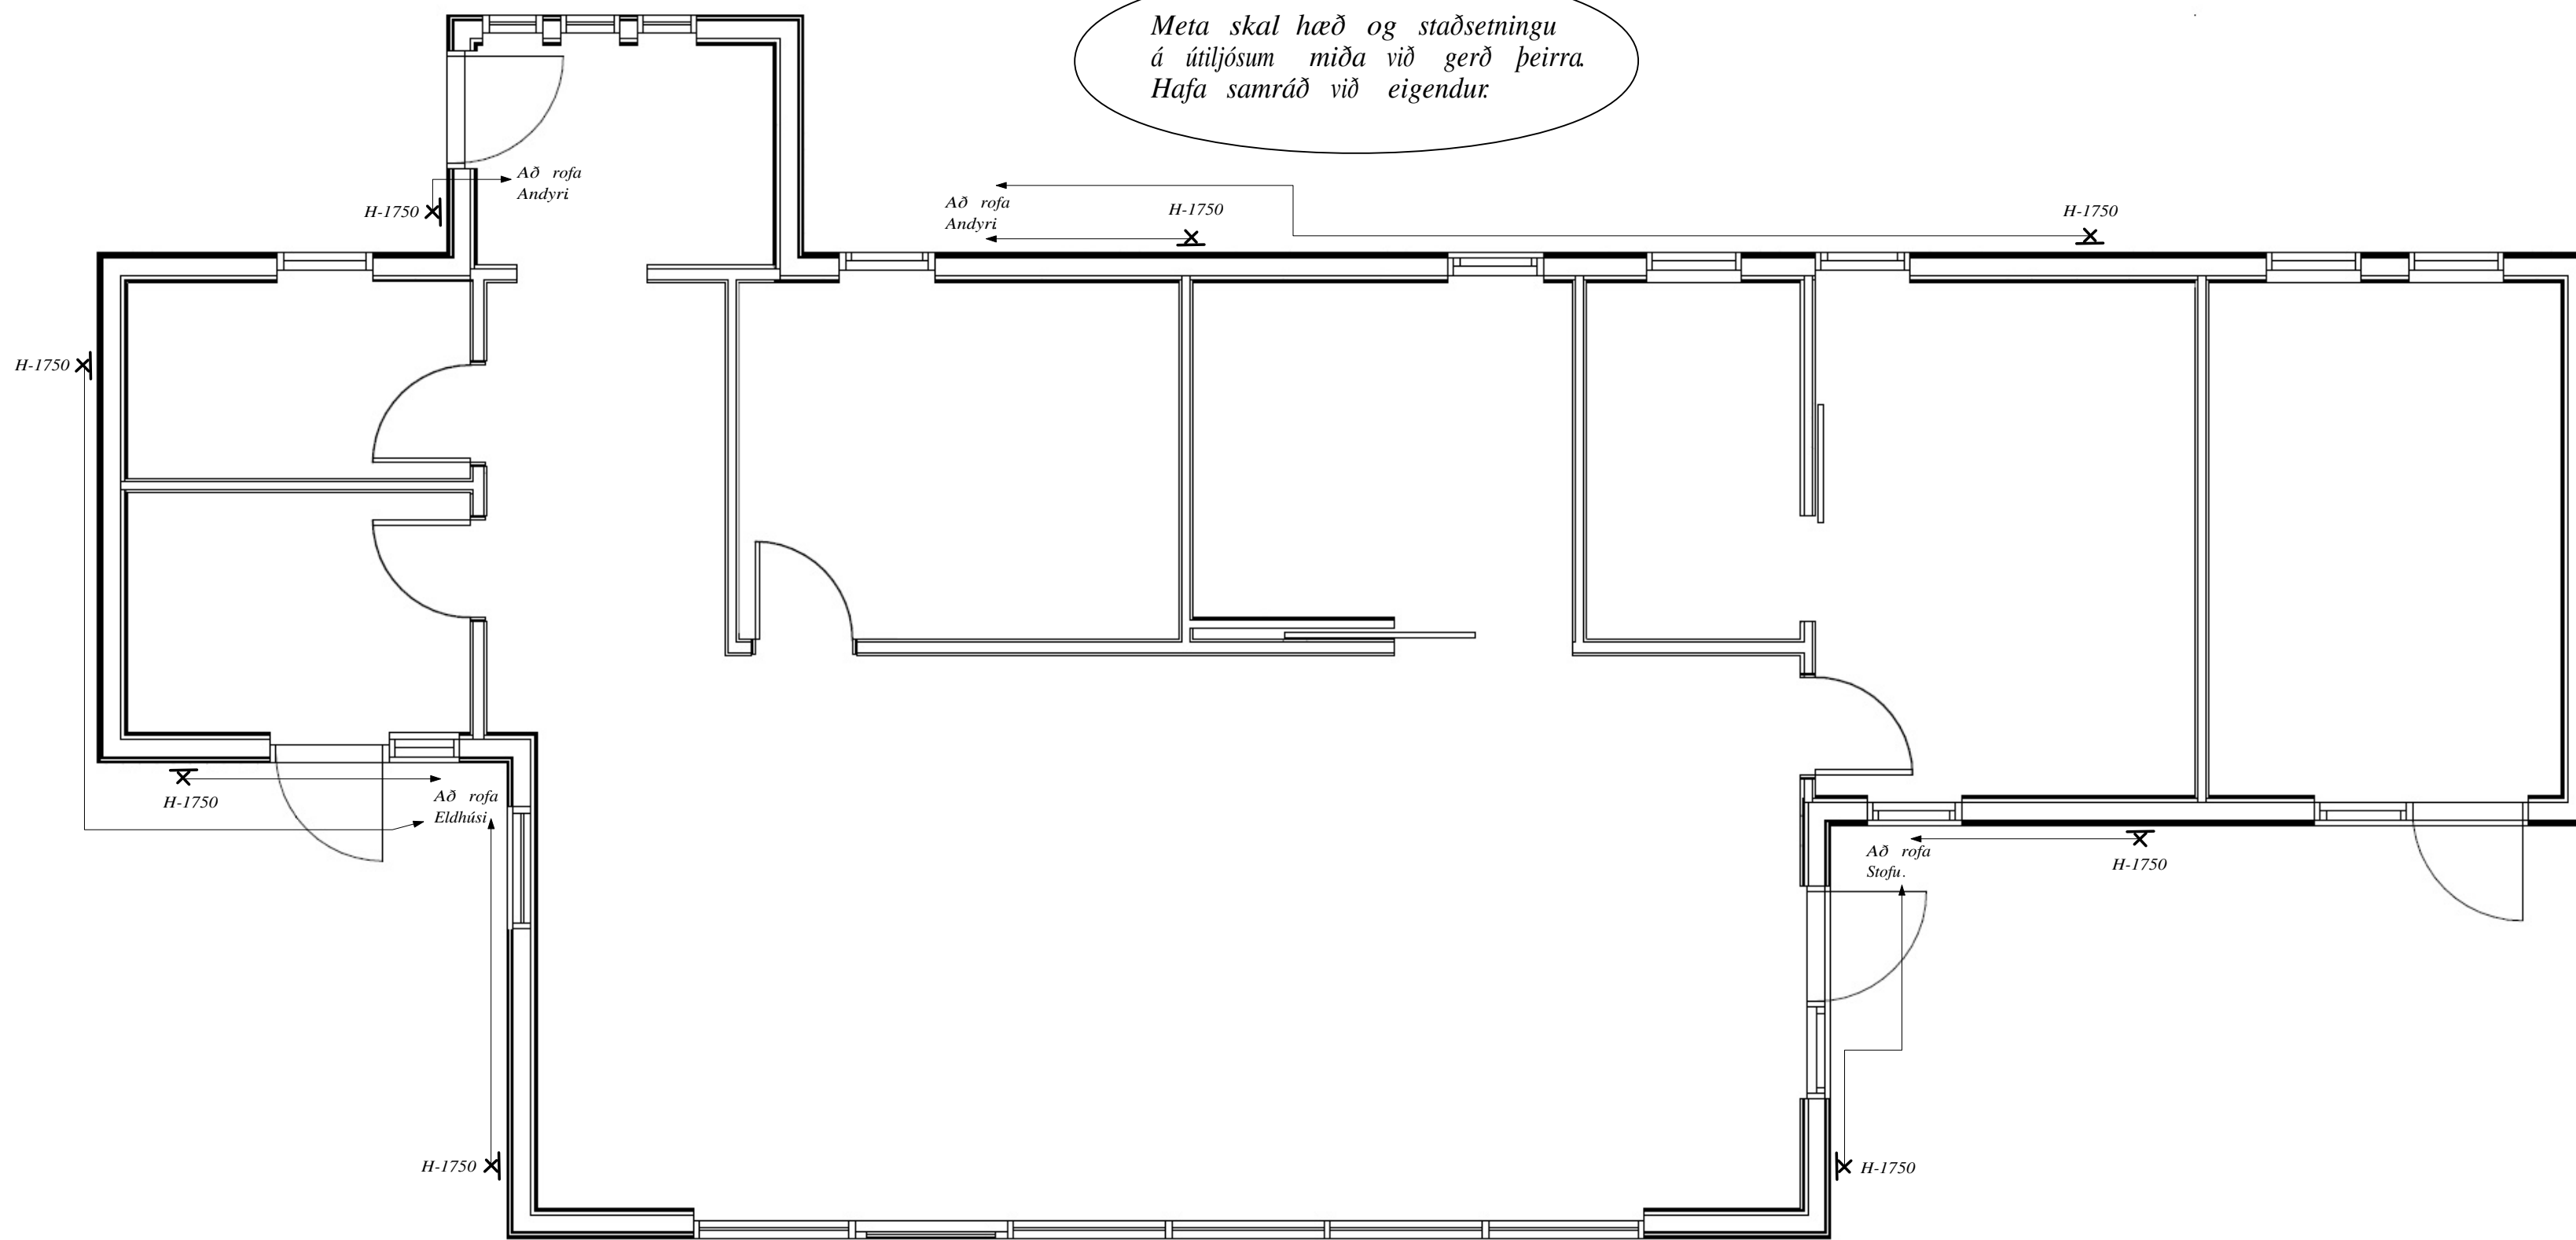 Meta skal hæð og staðsetningu
á útiljósum miða við gerð þeirra.
Hafa samráð við eigendur.
Að rofa
Andyri
H-1750
Að rofa
Andyri
H-1750
H-1750
H-1750
H-1750
Að rofa
Eldhúsi
Að rofa
Stofu.
H-1750
H-1750
H-1750